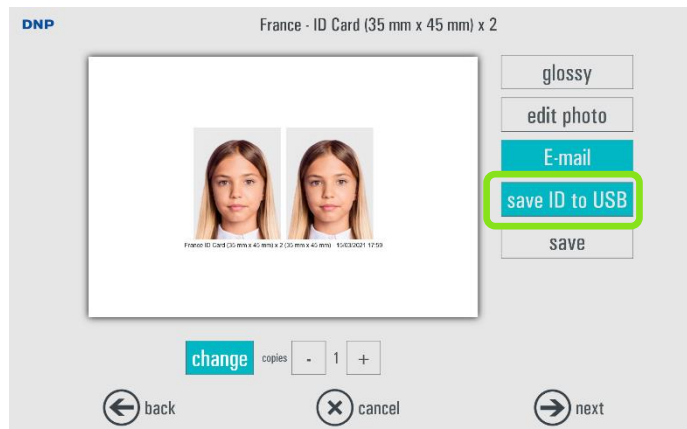 DNP
France - ID Card (35 mm x 45 mm) x 2
glossy
edit photo
E-mail
save ID to USB
save
France ID Card (35 mm x 45 mm) x 2 (35 mm x 45 mm) 15/03/2021 17:59
change copies - 1 +
back
cancel
next